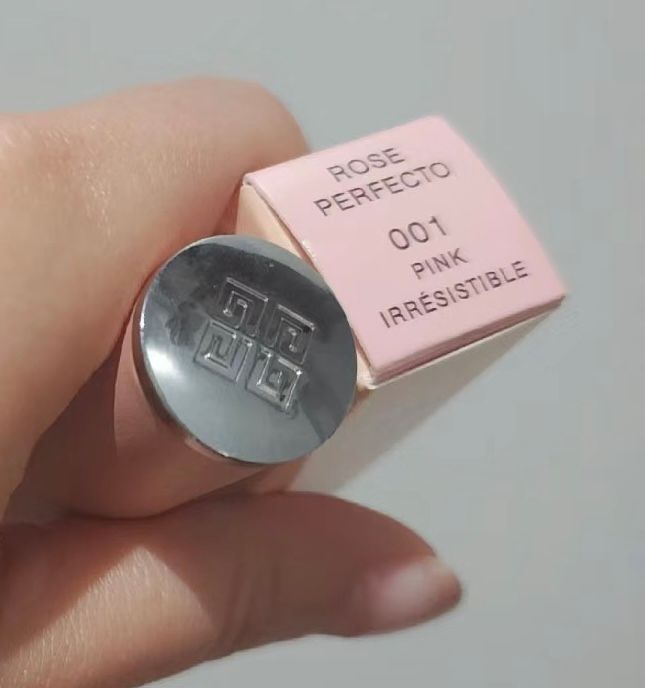 ROSE
PERFECTO
001
PINK
IRRÉSISTIBLE